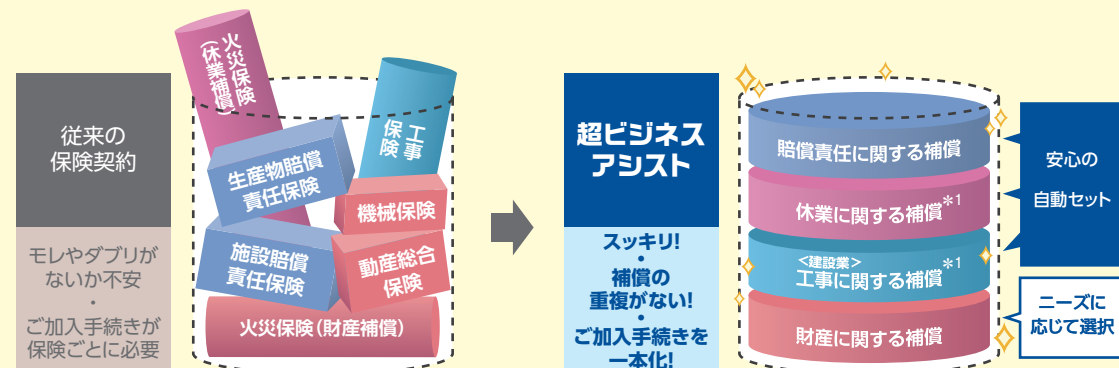 従来の
保険契約
モレやダブりが
ないか不安
・
ご加入手続きが
保険ごとに必要
火災保険
(休業補償)
工事
保険
生産物賠償
責任保険
機械保険
施設賠償
責任保険
動産総合
保険
火災保険(財産補償)
超ビジネス
アシスト
スッキリ!
・
補償の
重複がない!
・
ご加入手続きを
一本化!
賠償責任に関する補償
休業に関する補償*1
<建設業>
工事に関する補償*1
財産に関する補償
安心の
自動セット
ニーズに
応じて選択